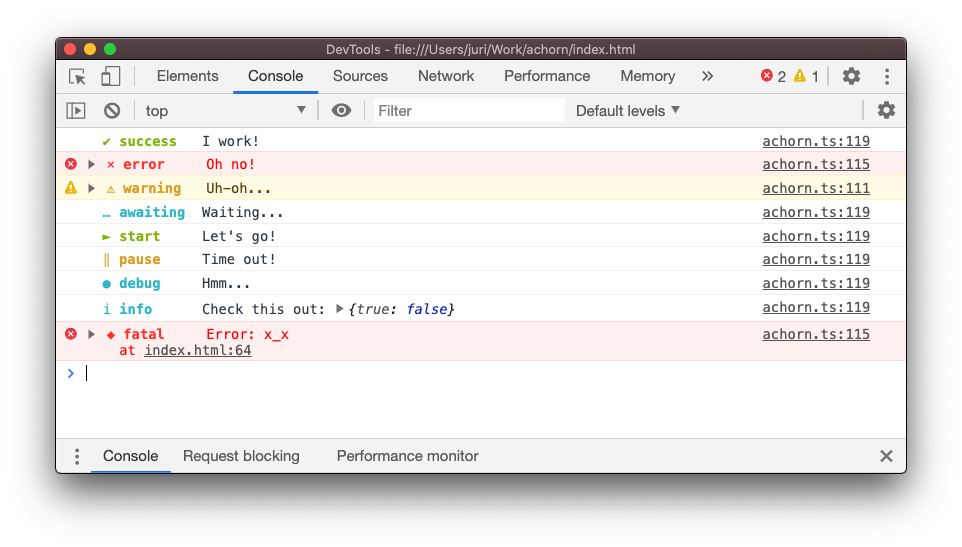 DevTools - file:///Users/juri/Work/achorn/index.html
Elements Console Sources Network Performance Memory » 2 1
top Filter Default levels
✔ success I work! achorn.ts:119
✕ error Oh no! achorn.ts:115
⚠ warning Uh-oh... achorn.ts:111
… awaiting Waiting... achorn.ts:119
► start Let's go! achorn.ts:119
‖ pause Time out! achorn.ts:119
● debug Hmm... achorn.ts:119
i info Check this out: ▶{true: false} achorn.ts:119
◆ fatal Error: x_x achorn.ts:115
at index.html:64
>
Console Request blocking Performance monitor